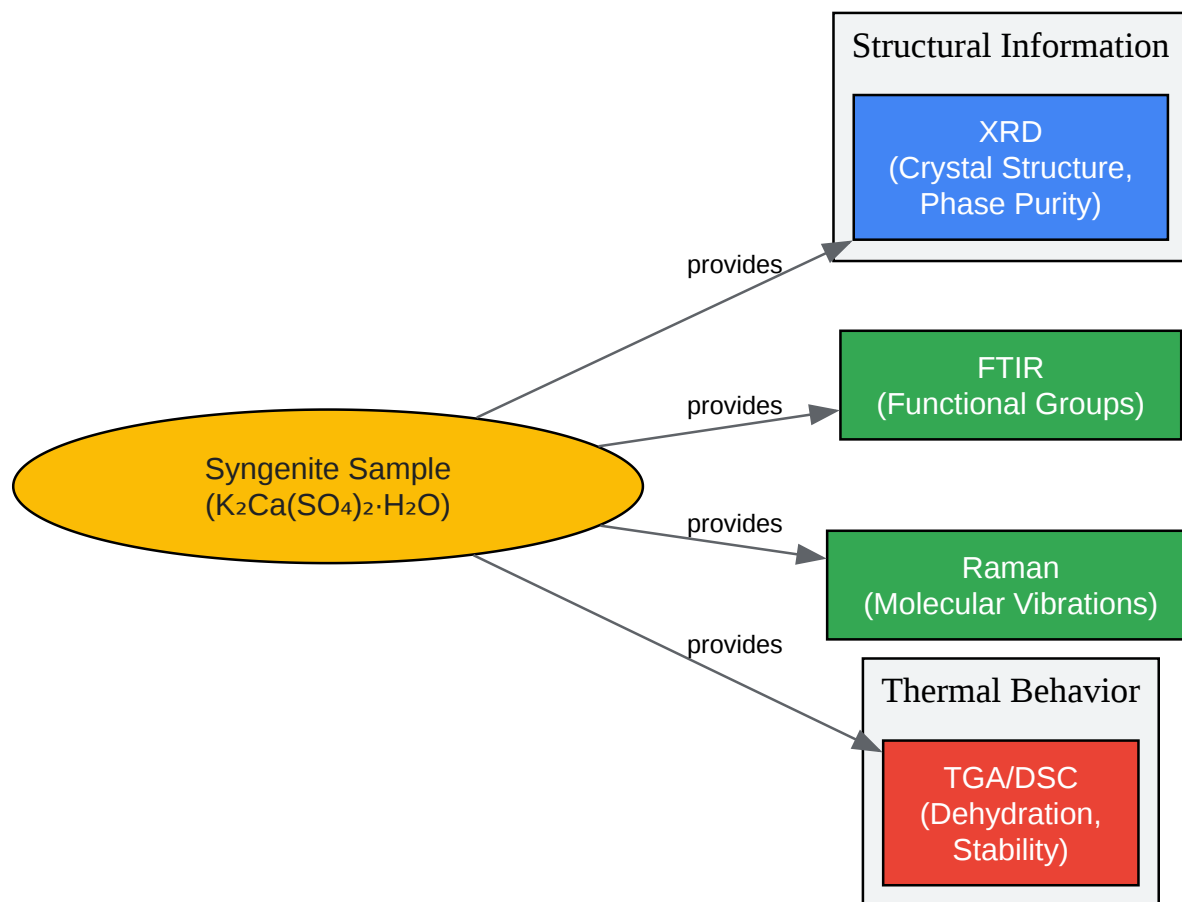 Structural Information
XRD
(Crystal Structure,
Phase Purity)
provides
FTIR
(Functional Groups)
provides
Syngenite Sample
(K₂Ca(SO₄)₂·H₂O)
provides
Raman
(Molecular Vibrations)
provides
Thermal Behavior
TGA/DSC
(Dehydration,
Stability)